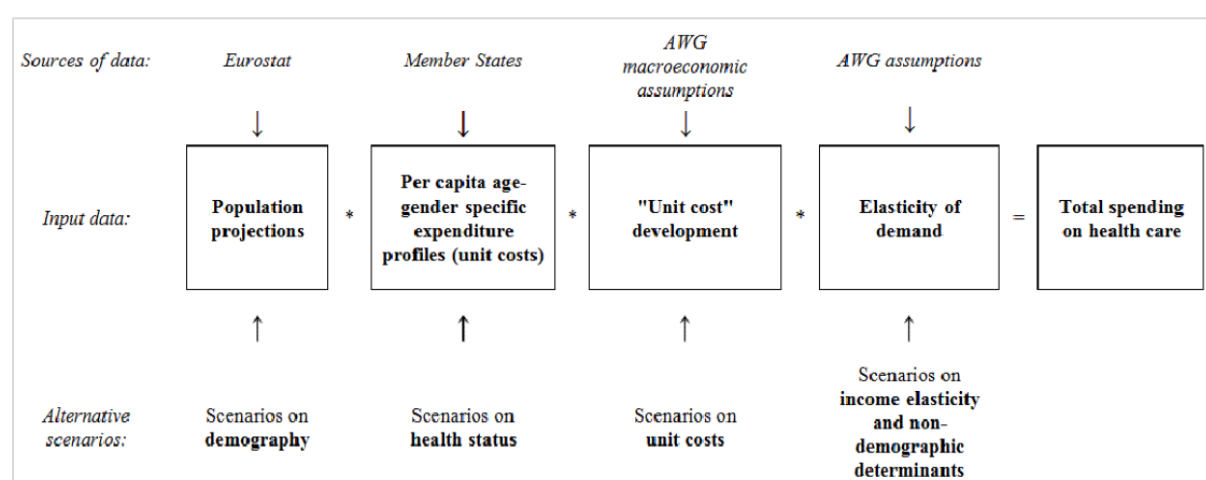 Sources of data:
Eurostat
Member States
AWG
macroeconomic
assumptions
AWG assumptions
↓ ↓ ↓ ↓
Input data:
Population
projections
*
Per capita age-
gender specific
expenditure
profiles (unit costs)
*
"Unit cost"
development
*
Elasticity of
demand
=
Total spending
on health care
↑ ↑ ↑ ↑
Alternative
scenarios:
Scenarios on
demography
Scenarios on
health status
Scenarios on
unit costs
Scenarios on
income elasticity
and non-
demographic
determinants